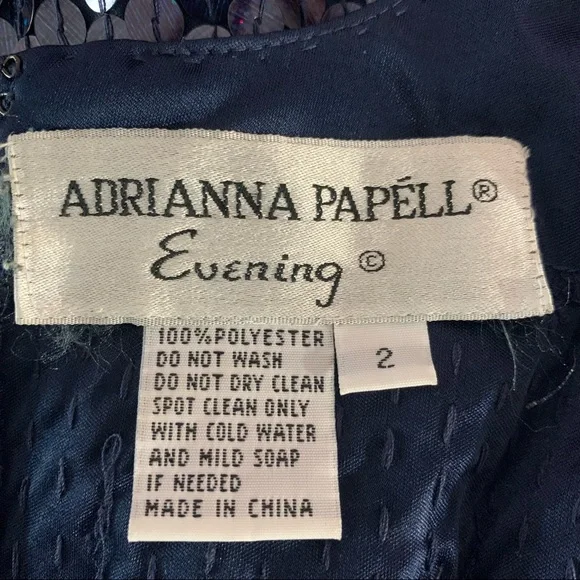 ADRIANNA PAPÉLL®
Evening ©
100% POLYESTER
DO NOT WASH
DO NOT DRY CLEAN
SPOT CLEAN ONLY
WITH COLD WATER
AND MILD SOAP
IF NEEDED
MADE IN CHINA
2